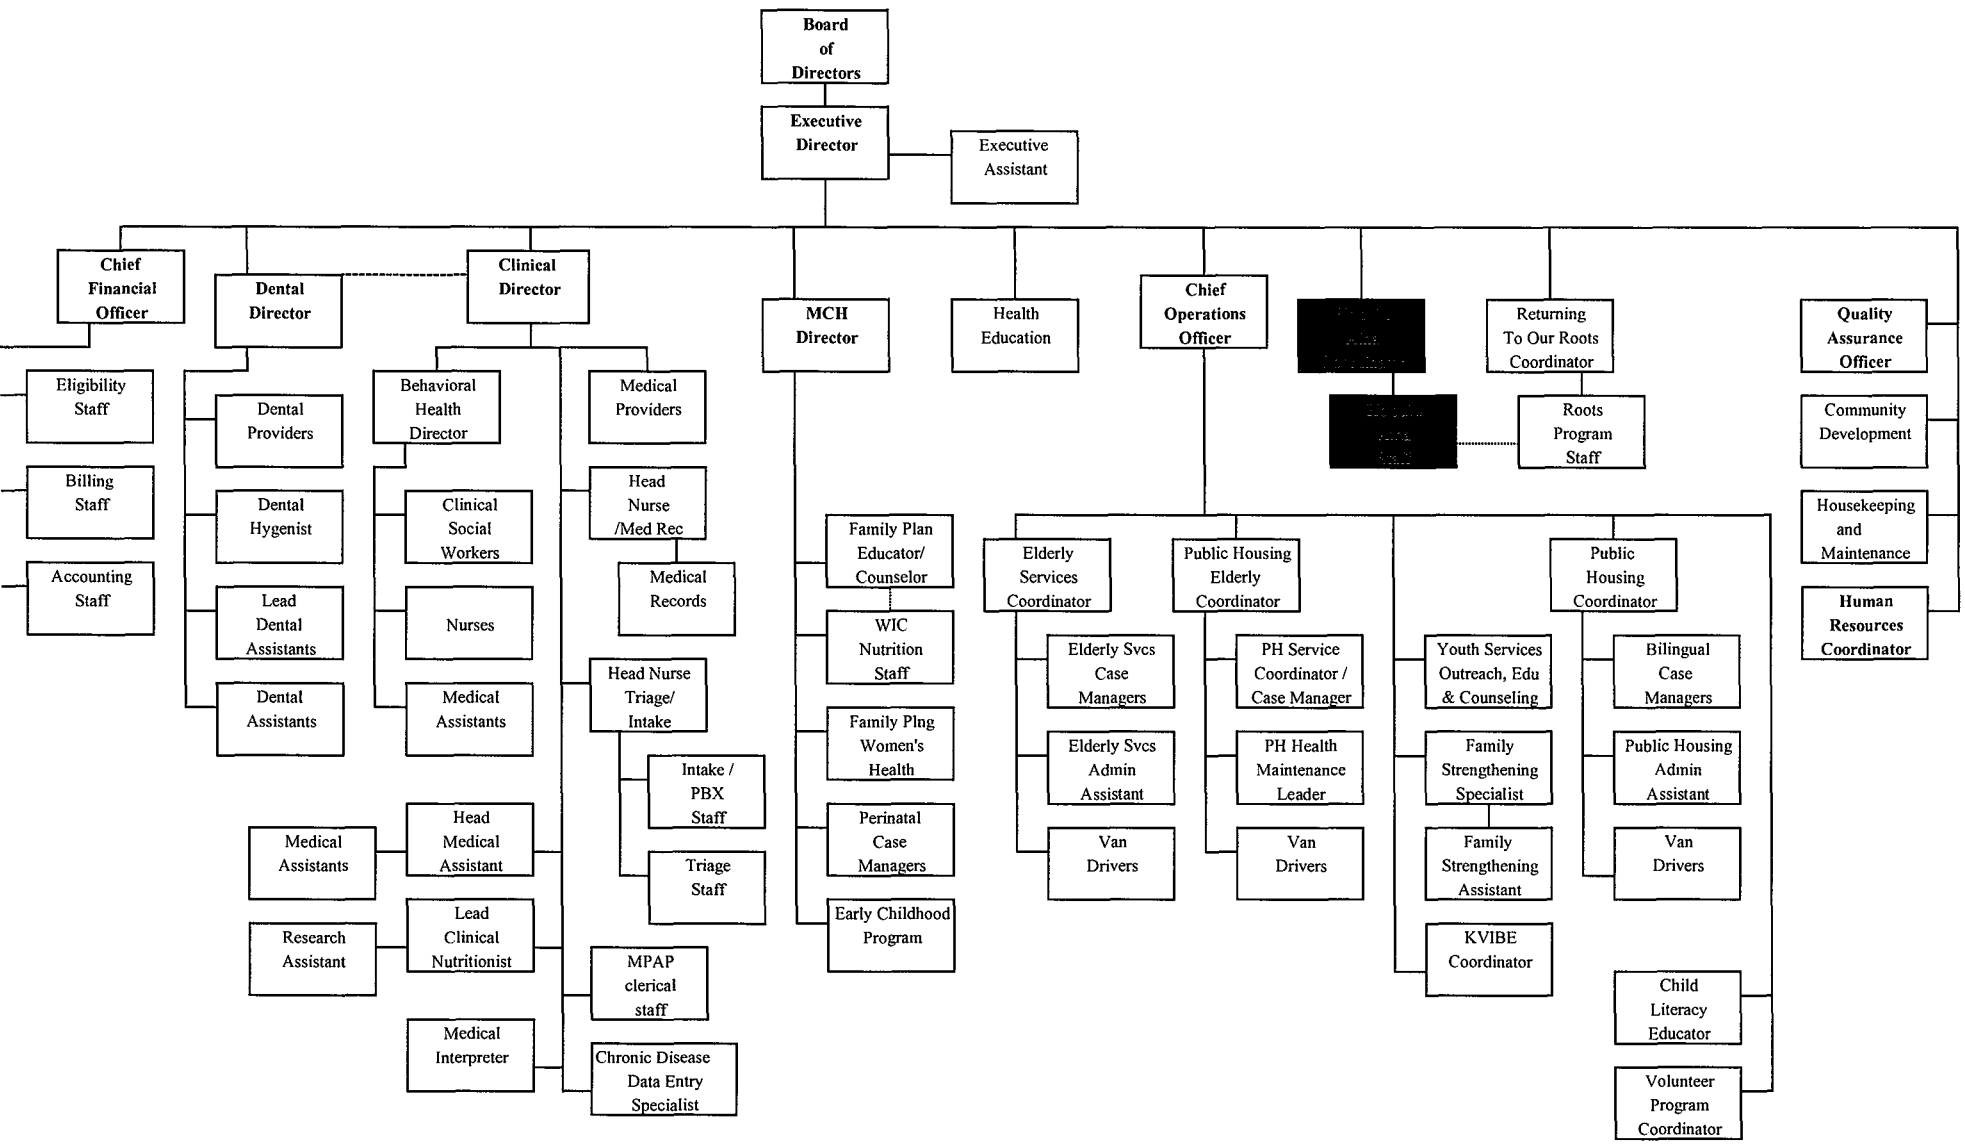 Board
of
Directors
Executive
Director
Executive
Assistant
Chief
Financial
Officer
Dental
Director
Clinical
Director
MCH
Director
Health
Education
Chief
Operations
Officer
Returning
To Our Roots
Coordinator
Quality
Assurance
Officer
Eligibility
Staff
Billing
Staff
Accounting
Staff
Dental
Providers
Dental
Hygenist
Lead
Dental
Assistants
Dental
Assistants
Behavioral
Health
Director
Clinical
Social
Workers
Nurses
Medical
Assistants
Medical
Providers
Head
Nurse
/Med Rec
Medical
Records
Head Nurse
Triage/
Intake
Intake /
PBX
Staff
Triage
Staff
Head
Medical
Assistant
Medical
Assistants
Lead
Clinical
Nutritionist
Research
Assistant
MPAP
clerical
staff
Medical
Interpreter
Chronic Disease
Data Entry
Specialist
Family Plan
Educator/
Counselor
WIC
Nutrition
Staff
Family Plng
Women's
Health
Perinatal
Case
Managers
Early Childhood
Program
Elderly
Services
Coordinator
Elderly Svcs
Case
Managers
Elderly Svcs
Admin
Assistant
Van
Drivers
Public Housing
Elderly
Coordinator
PH Service
Coordinator /
Case Manager
PH Health
Maintenance
Leader
Van
Drivers
Youth Services
Outreach, Edu
& Counseling
Family
Strengthening
Specialist
Family
Strengthening
Assistant
KVIBE
Coordinator
Public
Housing
Coordinator
Bilingual
Case
Managers
Public Housing
Admin
Assistant
Van
Drivers
Child
Literacy
Educator
Volunteer
Program
Coordinator
Roots
Program
Staff
Community
Development
Housekeeping
and
Maintenance
Human
Resources
Coordinator